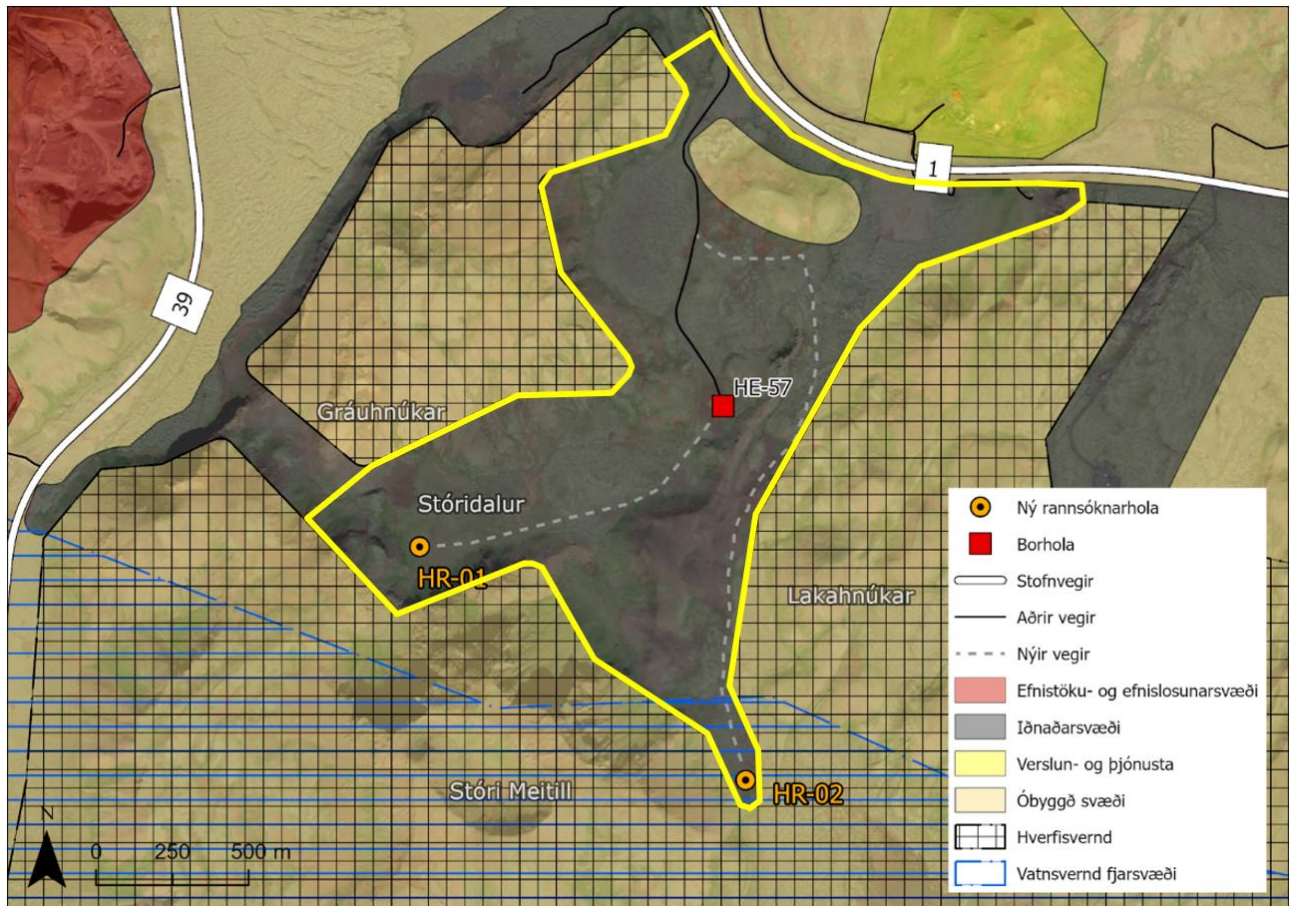 1
39
HE-57
Gráuhnúkar
Stóridalur
HR-01
Lakahnúkar
Stóri Meitill
HR-02
N
0 250 500 m
Ný rannsóknarhola
Borhola
Stofnvegir
Aðrir vegir
Nýir vegir
Efnistöku- og efnislosunarsvæði
Iðnaðarsvæði
Verslun- og þjónusta
Óbyggð svæði
Hverfisvernd
Vatnsvernd fjarsvæði